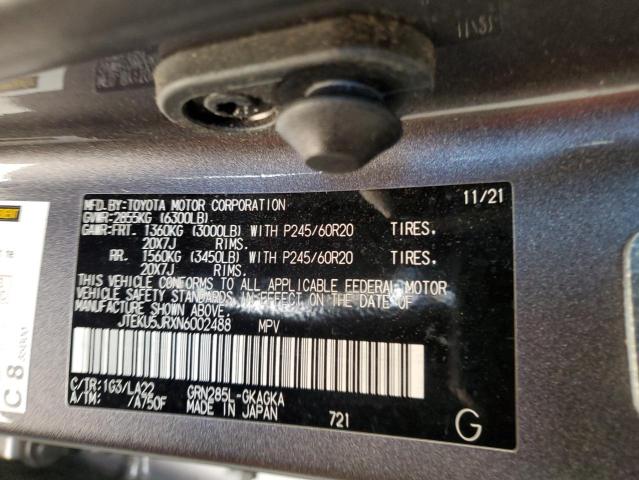 MFD.BY:TOYOTA MOTOR CORPORATION 11/21
GVWR:2855KG (6300LB)
GAWR:FRT. 1360KG (3000LB) WITH P245/60R20 TIRES.
20X7J RIMS.
RR. 1560KG (3450LB) WITH P245/60R20 TIRES.
20X7J RIMS.
THIS VEHICLE CONFORMS TO ALL APPLICABLE FEDERAL MOTOR
VEHICLE SAFETY STANDARDS IN EFFECT ON THE DATE OF
MANUFACTURE SHOWN ABOVE.
JTEKU5JRXN6002488 MPV
C/TR:1G3/LA22 GRN285L-GKAGKA
A/TM: /A750F MADE IN JAPAN 721 G
C 8